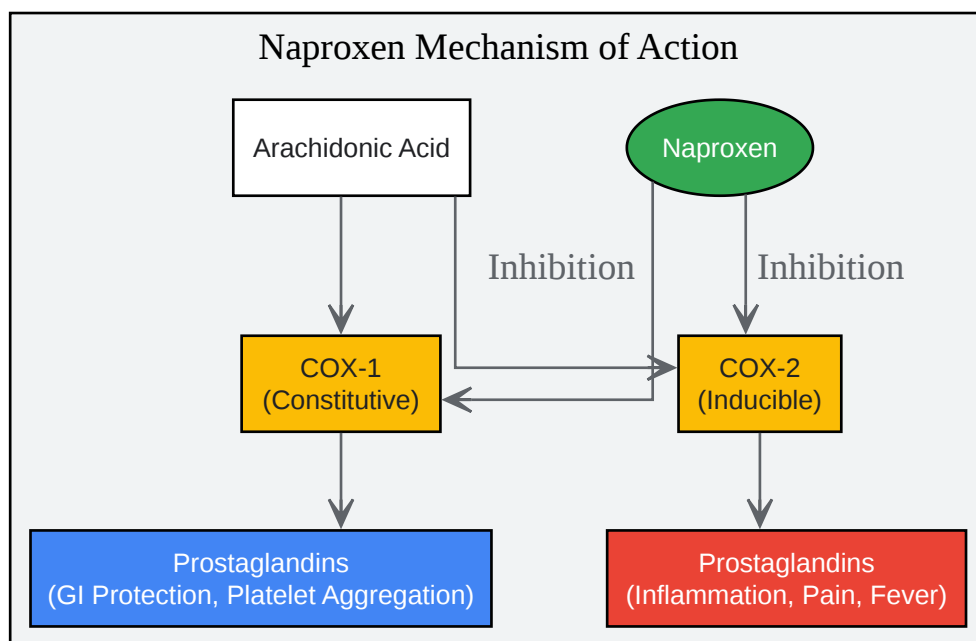 Naproxen Mechanism of Action
Arachidonic Acid
Naproxen
Inhibition
Inhibition
COX-1
(Constitutive)
COX-2
(Inducible)
Prostaglandins
(GI Protection, Platelet Aggregation)
Prostaglandins
(Inflammation, Pain, Fever)